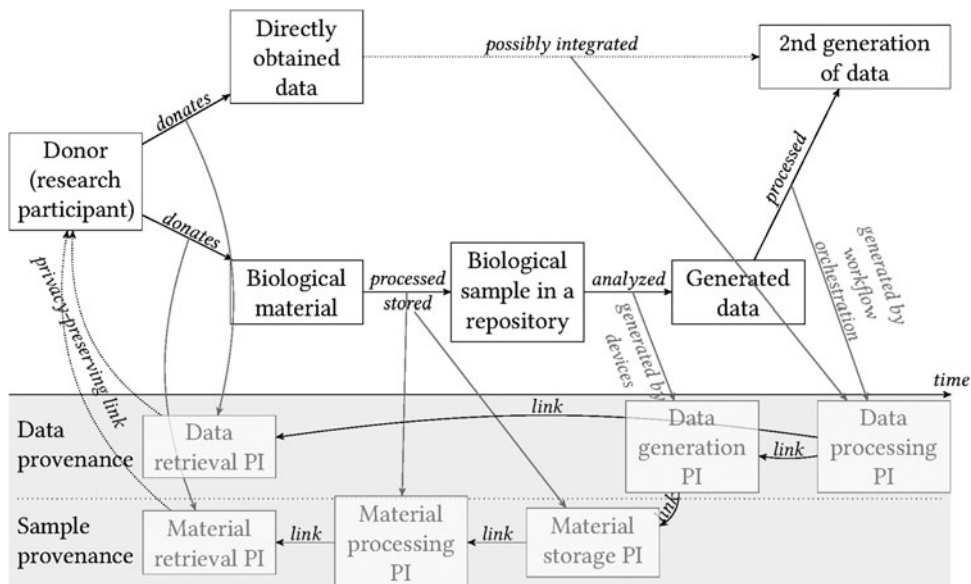 Directly
obtained
data
possibly integrated
2nd generation
of data
donates
Donor
(research
participant)
donates
processed
Biological
material
processed
stored
Biological
sample in a
repository
analyzed
Generated
data
generated by
workflow
orchestration
generated by
devices
privacy-preserving link
time
Data
provenance
Data
retrieval PI
link
Data
generation
PI
link
Data
processing
PI
link
Sample
provenance
Material
retrieval PI
link
Material
processing
PI
link
Material
storage PI